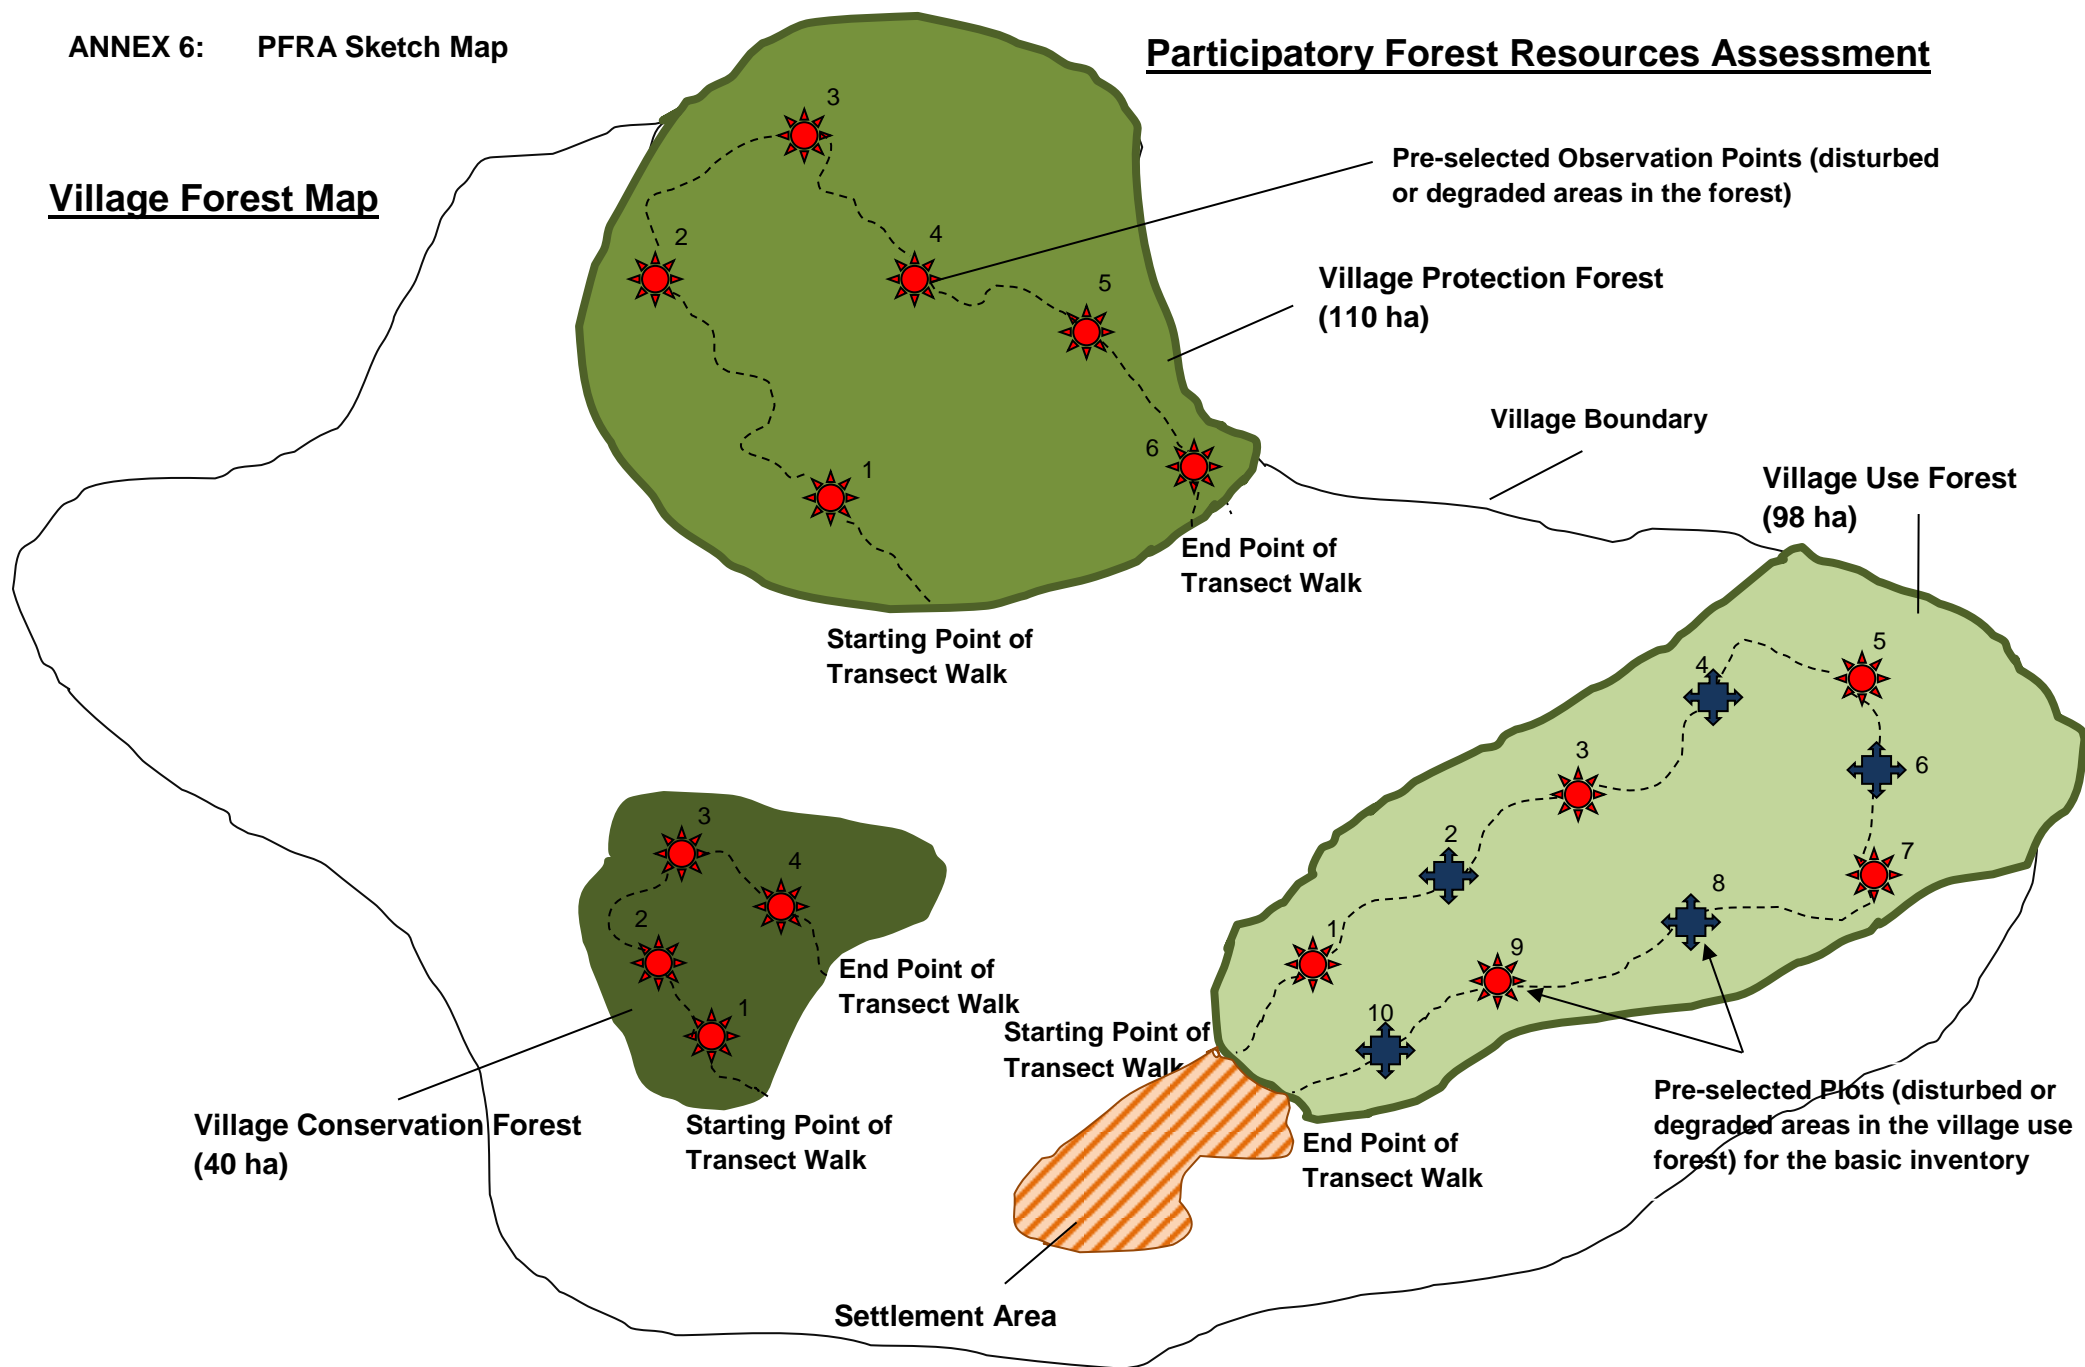 ANNEX 6: PFRA Sketch Map
Participatory Forest Resources Assessment
Village Forest Map
3
Pre-selected Observation Points (disturbed
or degraded areas in the forest)
2
4
5
Village Protection Forest
(110 ha)
1
6
Village Boundary
Village Use Forest
(98 ha)
End Point of
Transect Walk
Starting Point of
Transect Walk
5
4
3
6
2
7
8
1
9
10
3
4
2
1
End Point of
Transect Walk
Starting Point of
Transect Walk
Village Conservation Forest
(40 ha)
Starting Point of
Transect Walk
End Point of
Transect Walk
Pre-selected Plots (disturbed or
degraded areas in the village use
forest) for the basic inventory
Settlement Area